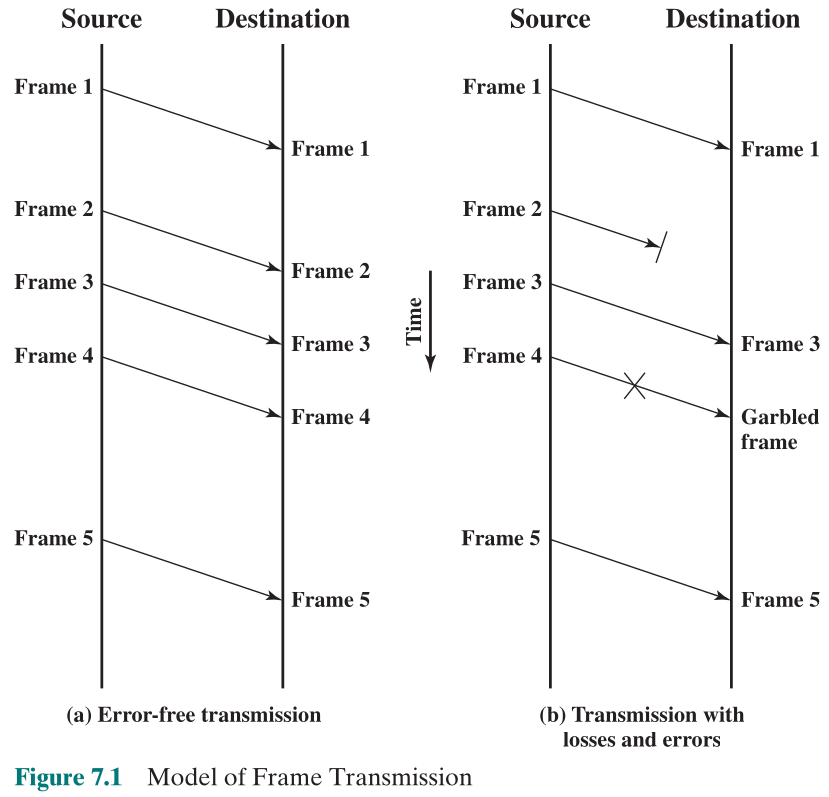 Source Destination
Frame 1
Frame 1
Frame 2
Frame 2
Frame 3
Frame 3
Frame 4
Frame 4
Frame 5
Frame 5
(a) Error-free transmission
Time
Source Destination
Frame 1
Frame 1
Frame 2
Frame 3
Frame 3
Frame 4
Garbled
frame
Frame 5
Frame 5
(b) Transmission with
losses and errors
Figure 7.1 Model of Frame Transmission